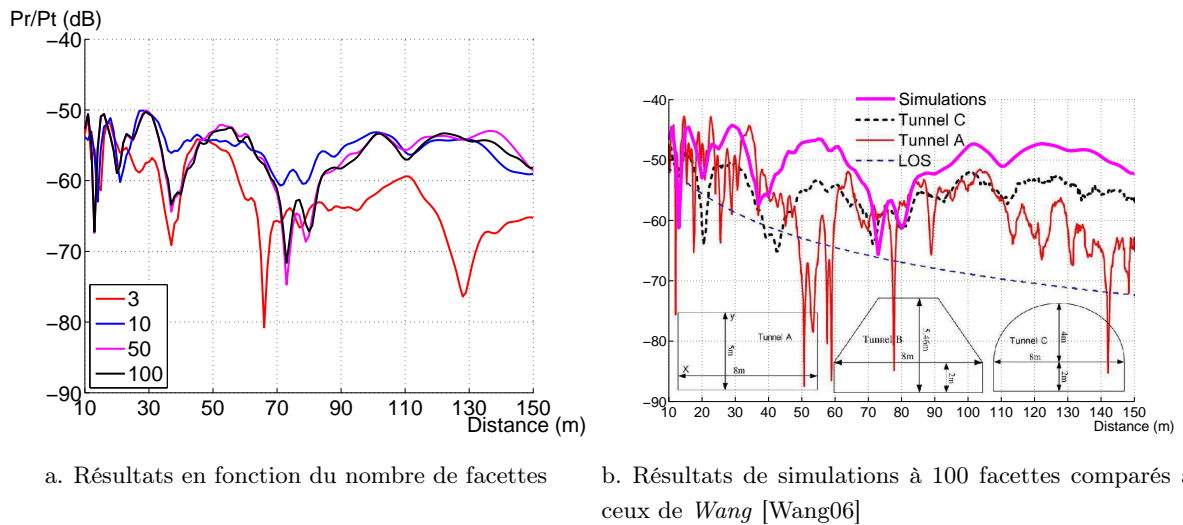 Pr/Pt (dB)
−40
−50
−60
−70
−80
−90
3
10
50
100
10 30 50 70 90 110 130 150
Distance (m)
a. Résultats en fonction du nombre de facettes
−40
−50
−60
−70
−80
−90
Simulations
Tunnel C
Tunnel A
LOS
y
Tunnel A
5m
X
8m
Tunnel B
5.46m
8m
2m
Tunnel C
4m
8m
2m
10 20 30 40 50 60 70 80 90 100 110 120 130 140 150
Distance (m)
b. Résultats de simulations à 100 facettes comparés à
ceux de Wang [Wang06]